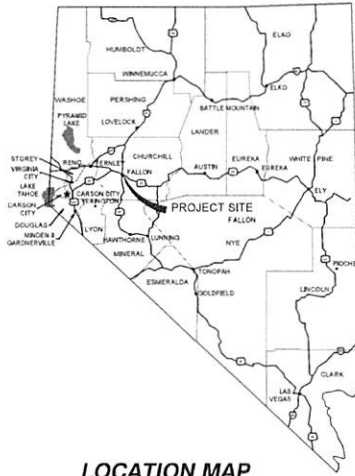 ELKO
HUMBOLDT
WINNEMUCCA
ELKO
WASHOE
PERSHING
BATTLE MOUNTAIN
PYRAMID
LAKE
LOVELOCK
LANDER
STOREY
RENO
FERNLEY
CHURCHILL
EUREKA
WHITE PINE
VIRGINIA
CITY
FALLON
AUSTIN
EUREKA
LAKE
TAHOE
CARSON CITY
ELY
CARSON
CITY
YERINGTON
PROJECT SITE
DOUGLAS
FALLON
MINDEN &
GARDNERVILLE
LYON
HAWTHORNE
LUNNING
NYE
MINERAL
TONOPAH
PIOCHE
ESMERALDA
GOLDFIELD
LINCOLN
CLARK
LAS
VEGAS
LOCATION MAP